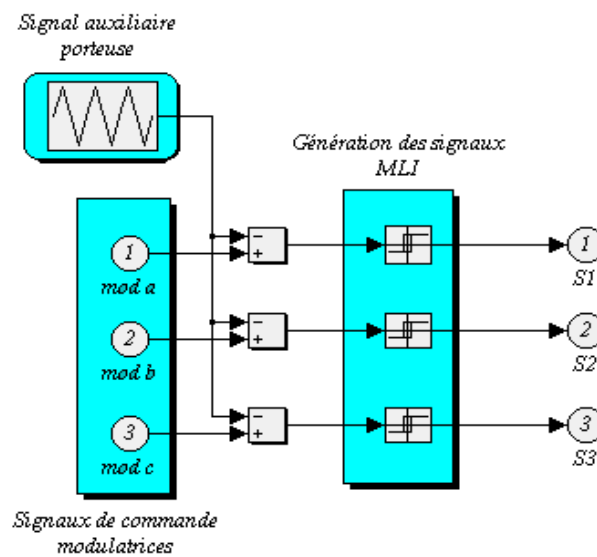 Signal auxiliaire
porteuse
Génération des signaux
MLI
1
mod a
2
mod b
3
mod c
−
+
−
+
−
+
1
S1
2
S2
3
S3
Signaux de commande
modulatrices